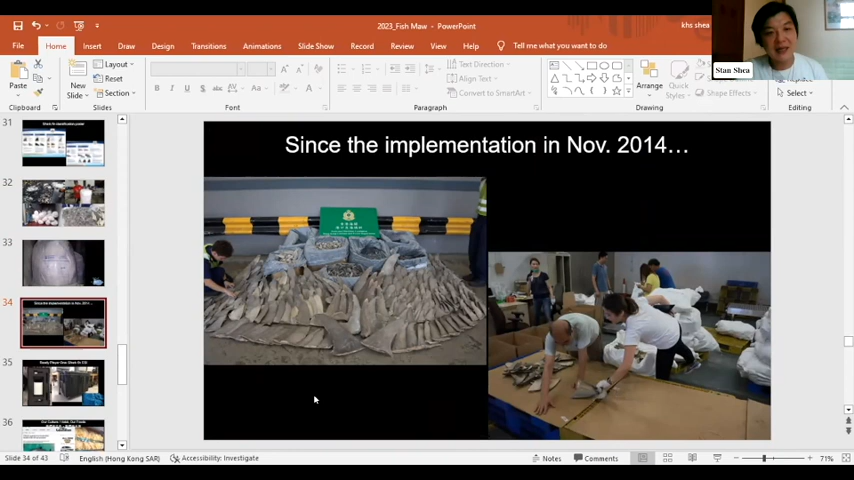 2023_Fish Maw - PowerPoint
khs shea
File Home Insert Draw Design Transitions Animations Slide Show Record Review View Help Tell me what you want to do
Paste
Clipboard
New
Slide
Layout
Reset
Section
Slides
Font
Paragraph
Text Direction
Align Text
Convert to SmartArt
Arrange
Quick
Styles
Shape Effects
Drawing
Select
Editing
Stan Shea
31
32
33
34
35
36
Since the implementation in Nov. 2014…
Slide 34 of 43
English (Hong Kong SAR)
Accessibility: Investigate
Notes
Comments
71%